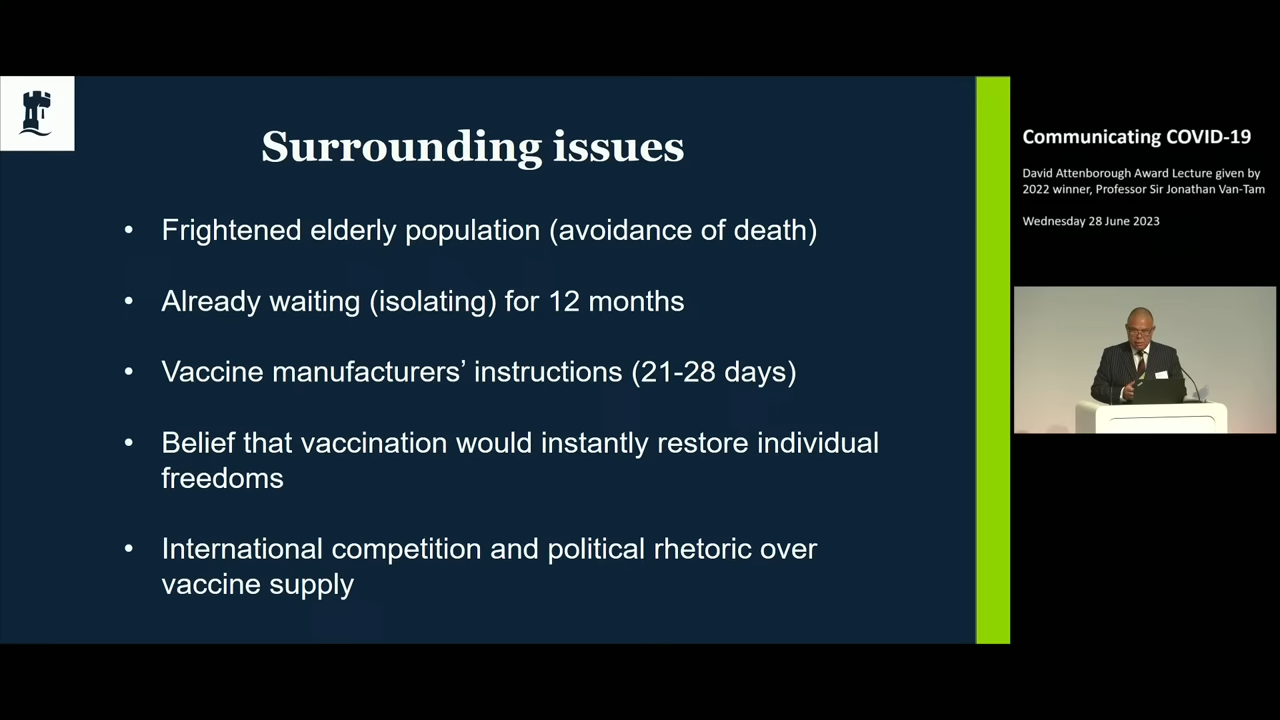 Surrounding issues
• Frightened elderly population (avoidance of death)
• Already waiting (isolating) for 12 months
• Vaccine manufacturers’ instructions (21-28 days)
• Belief that vaccination would instantly restore individual
freedoms
• International competition and political rhetoric over
vaccine supply
Communicating COVID-19
David Attenborough Award Lecture given by
2022 winner, Professor Sir Jonathan Van-Tam
Wednesday 28 June 2023